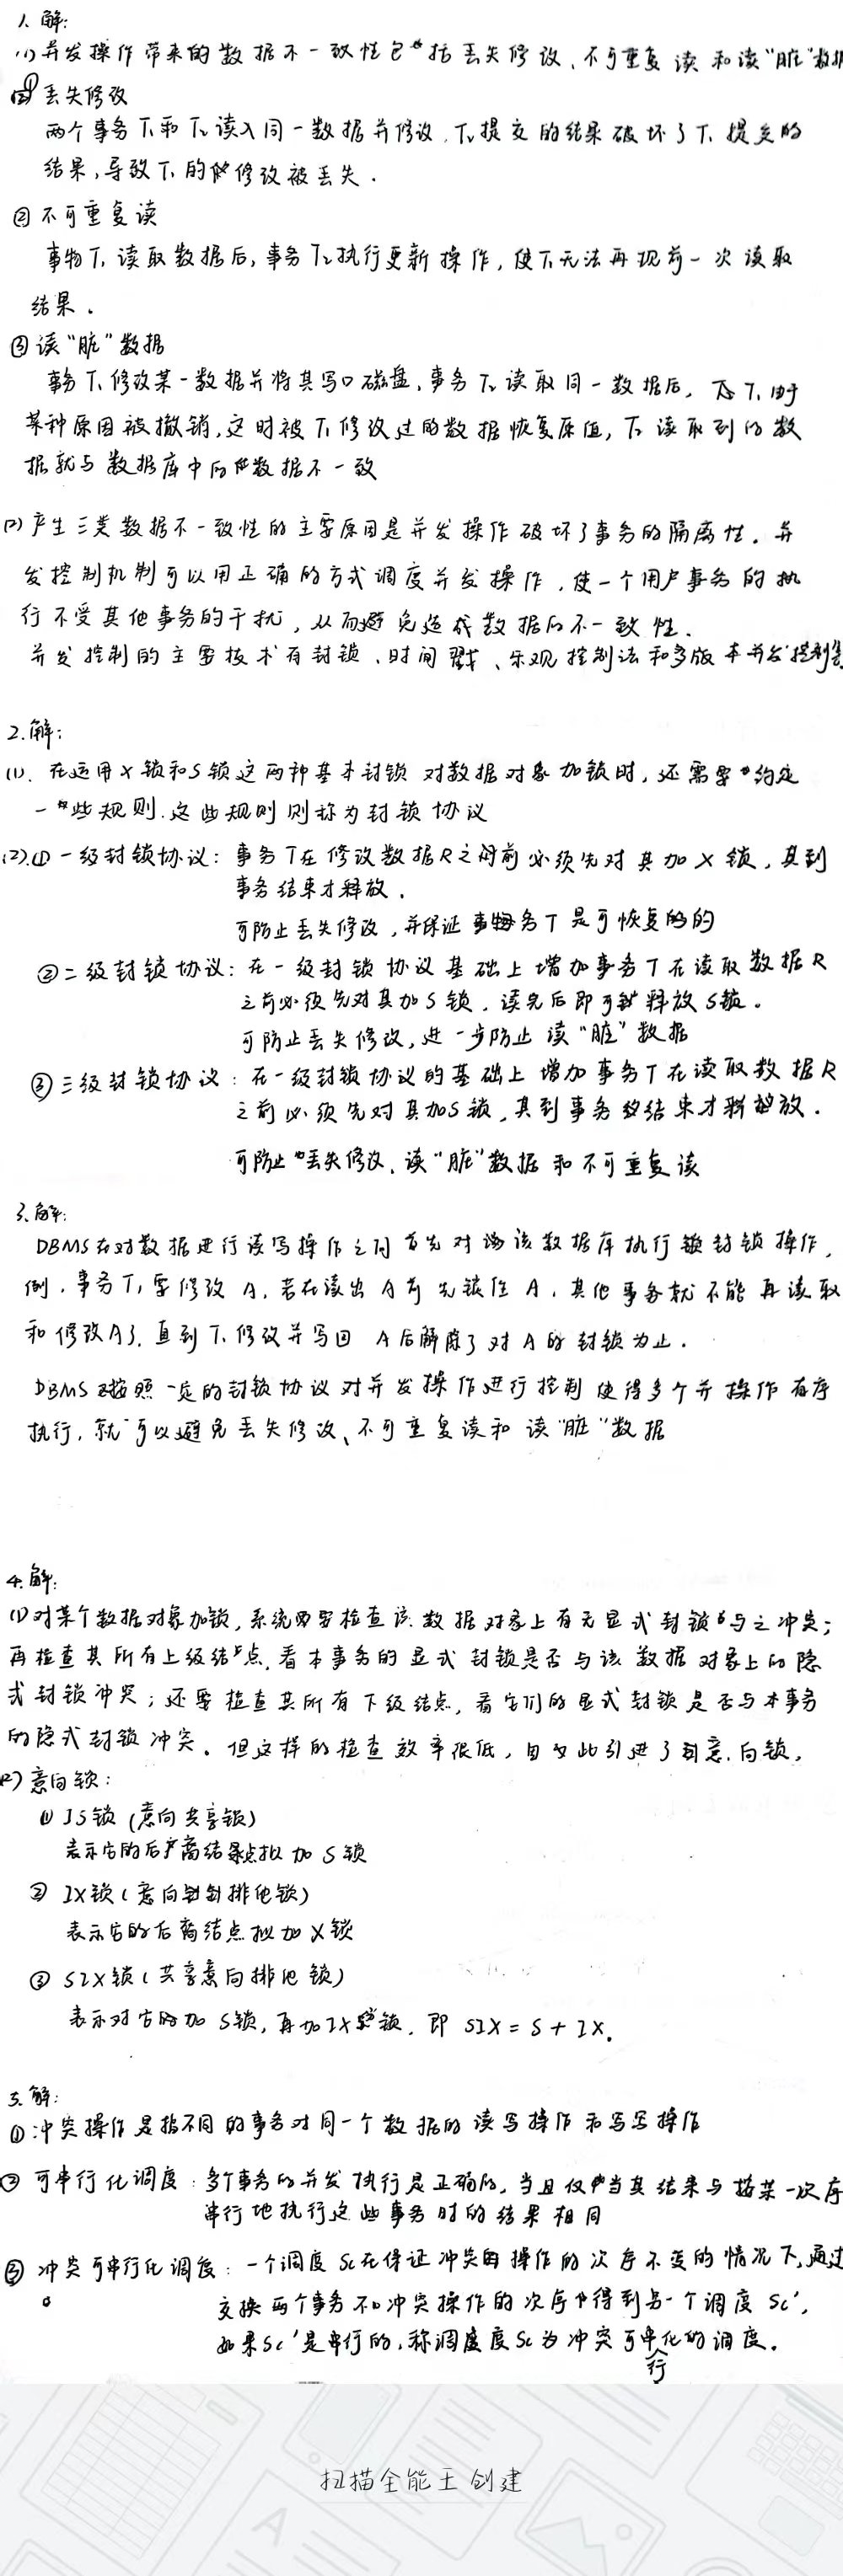 1. 解:
(1) 并发操作带来的数据不一致性包括丢失修改、不可重复读和读“脏”数据
① 丢失修改
两个事务T₁和T₂读入同一数据并修改,T₂提交的结果破坏了T₁提交的
结果,导致T₁的修改被丢失.
② 不可重复读
事物T₁读取数据后,事务T₂执行更新操作,使T₁无法再现前一次读取
结果.
③ 读“脏”数据
事务T₁修改某一数据并将其写回磁盘,事务T₂读取同一数据后,T₁由于
某种原因被撤销,这时被T₁修改过的数据恢复原值,T₂读取到的数
据就与数据库中的数据不一致
(2) 产生三类数据不一致性的主要原因是并发操作破坏了事务的隔离性.并
发控制机制可以用正确的方式调度并发操作,使一个用户事务的执
行不受其他事务的干扰,从而避免造成数据的不一致性.
并发控制的主要技术有封锁、时间戳、乐观控制法和多版本并发控制等
2.解:
(1). 在运用X锁和S锁这两种基本封锁对数据对象加锁时,还需要约定
一些规则.这些规则则称为封锁协议
(2).① 一级封锁协议: 事务T在修改数据R之前必须先对其加X锁,直到
事务结束才释放.
可防止丢失修改,并保证事务T是可恢复的的
② 二级封锁协议: 在一级封锁协议基础上增加事务T在读取数据R
之前必须先对其加S锁,读完后即可释放S锁.
可防止丢失修改,进一步防止读“脏”数据
③ 三级封锁协议: 在一级封锁协议的基础上增加事务T在读取数据R
之前必须先对其加S锁,直到事务结束才释放.
可防止丢失修改、读“脏”数据和不可重复读
3.解:
DBMS在对数据进行读写操作之前首先对该数据库执行封锁操作,
例.事务T₁要修改A,若在读出A前先锁住A.其他事务就不能再读取
和修改A了.直到T₁修改并写回A后解除了对A的封锁为止.
DBMS按照一定的封锁协议对并发操作进行控制使得多个并操作有序
执行,就可以避免丢失修改、不可重复读和读“脏”数据
4.解:
(1) 对某个数据对象加锁,系统要检查该数据对象上有无显式封锁与之冲突;
再检查其所有上级结点,看本事务的显式封锁是否与该数据对象上的隐
式封锁冲突;还要检查其所有下级结点,看它们的显式封锁是否与本事务
的隐式封锁冲突.但这样的检查效率很低,因此引进了意向锁,
(2) 意向锁:
① IS锁(意向共享锁)
表示它的后裔结点拟加S锁
② IX锁(意向排他锁)
表示它的后裔结点拟加X锁
③ SIX锁(共享意向排他锁)
表示对它的加S锁,再加IX锁.即 SIX = S + IX.
5.解:
① 冲突操作是指不同的事务对同一个数据的读写操作和写写操作
② 可串行化调度: 多个事务的并发执行是正确的,当且仅当其结果与按某一次序
串行地执行这些事务时的结果相同
③ 冲突可串行化调度: 一个调度Sc在保证冲突操作的次序不变的情况下,通过
交换两个事务不冲突操作的次序得到另一个调度Sc′,
如果Sc′是串行的,称调度Sc为冲突可串行化的调度.
扫描全能王 创建